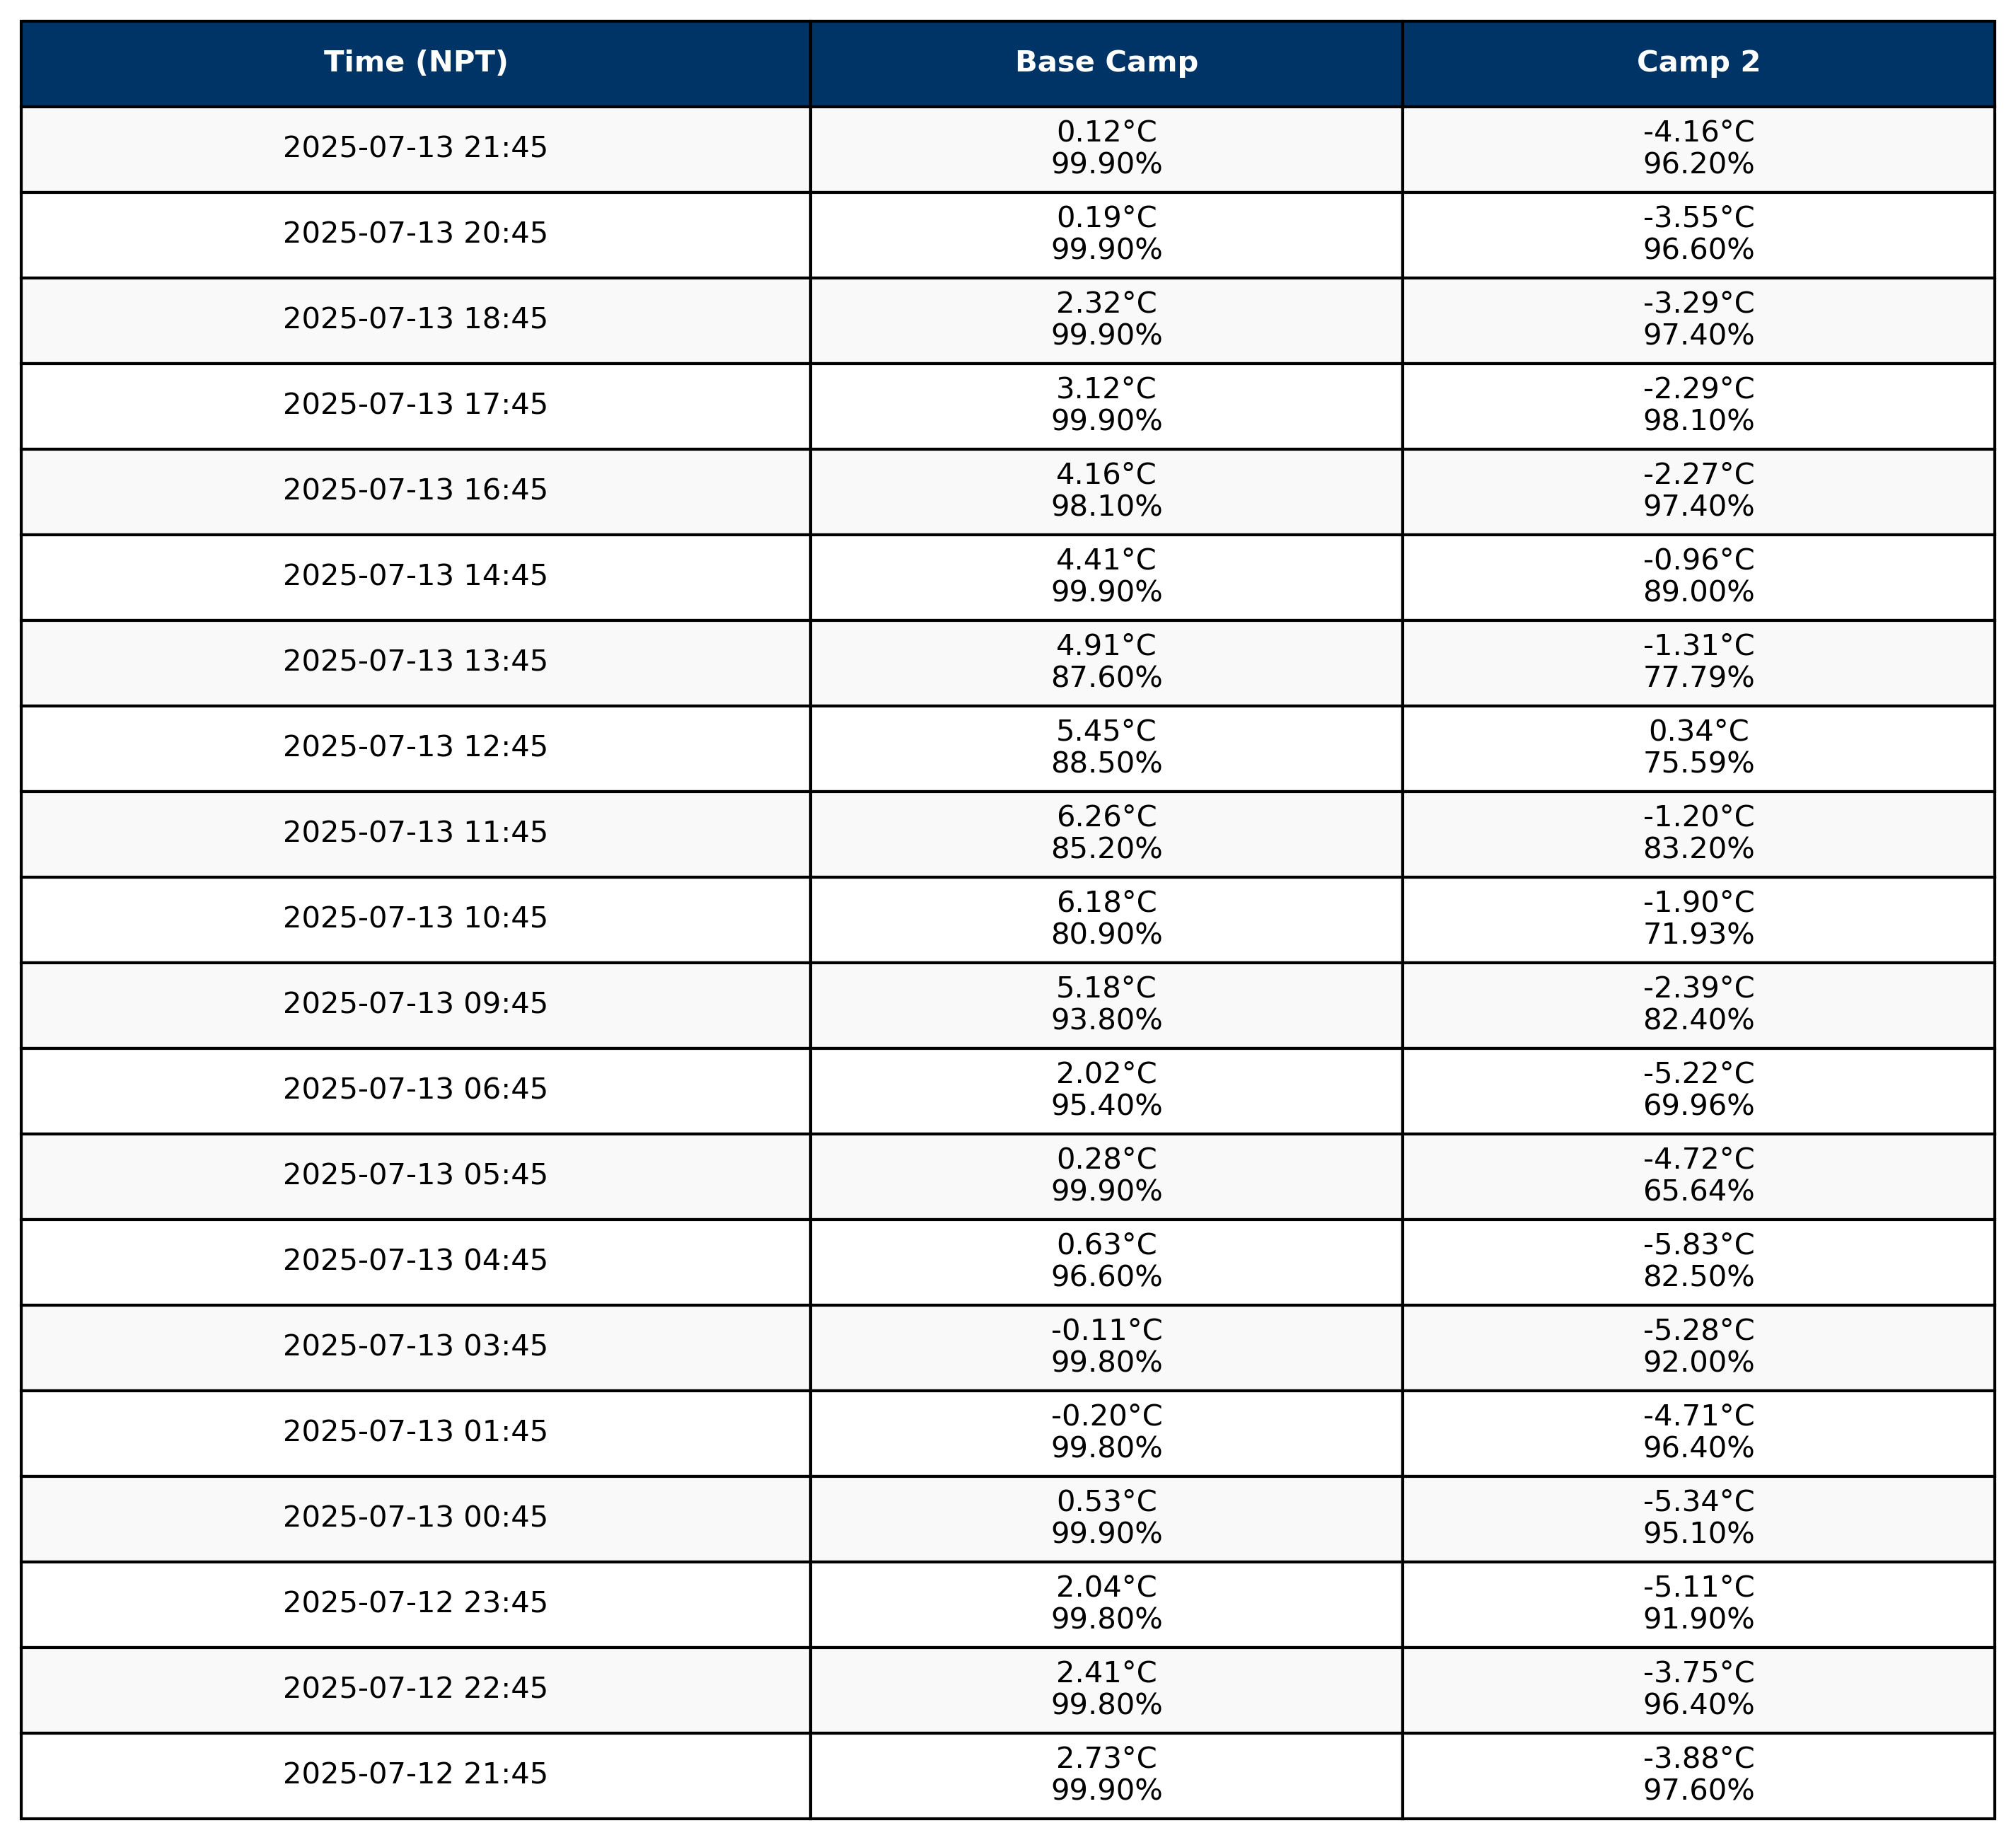 Time (NPT) Base Camp Camp 2
0.12°C -4.16°C
2025-07-13 21:45
99.90% 96.20%
0.19°C -3.55°C
2025-07-13 20:45
99.90% 96.60%
2.32°C -3.29°C
2025-07-13 18:45
99.90% 97.40%
3.12°C -2.29°C
2025-07-13 17:45
99.90% 98.10%
4.16°C -2.27°C
2025-07-13 16:45
98.10% 97.40%
4.41°C -0.96°C
2025-07-13 14:45
99.90% 89.00%
4.91°C -1.31°C
2025-07-13 13:45
87.60% 77.79%
5.45°C 0.34°C
2025-07-13 12:45
88.50% 75.59%
6.26°C -1.20°C
2025-07-13 11:45
85.20% 83.20%
6.18°C -1.90°C
2025-07-13 10:45
80.90% 71.93%
5.18°C -2.39°C
2025-07-13 09:45
93.80% 82.40%
2.02°C -5.22°C
2025-07-13 06:45
95.40% 69.96%
0.28°C -4.72°C
2025-07-13 05:45
99.90% 65.64%
0.63°C -5.83°C
2025-07-13 04:45
96.60% 82.50%
-0.11°C -5.28°C
2025-07-13 03:45
99.80% 92.00%
-0.20°C -4.71°C
2025-07-13 01:45
99.80% 96.40%
0.53°C -5.34°C
2025-07-13 00:45
99.90% 95.10%
2.04°C -5.11°C
2025-07-12 23:45
99.80% 91.90%
2.41°C -3.75°C
2025-07-12 22:45
99.80% 96.40%
2.73°C -3.88°C
2025-07-12 21:45
99.90% 97.60%